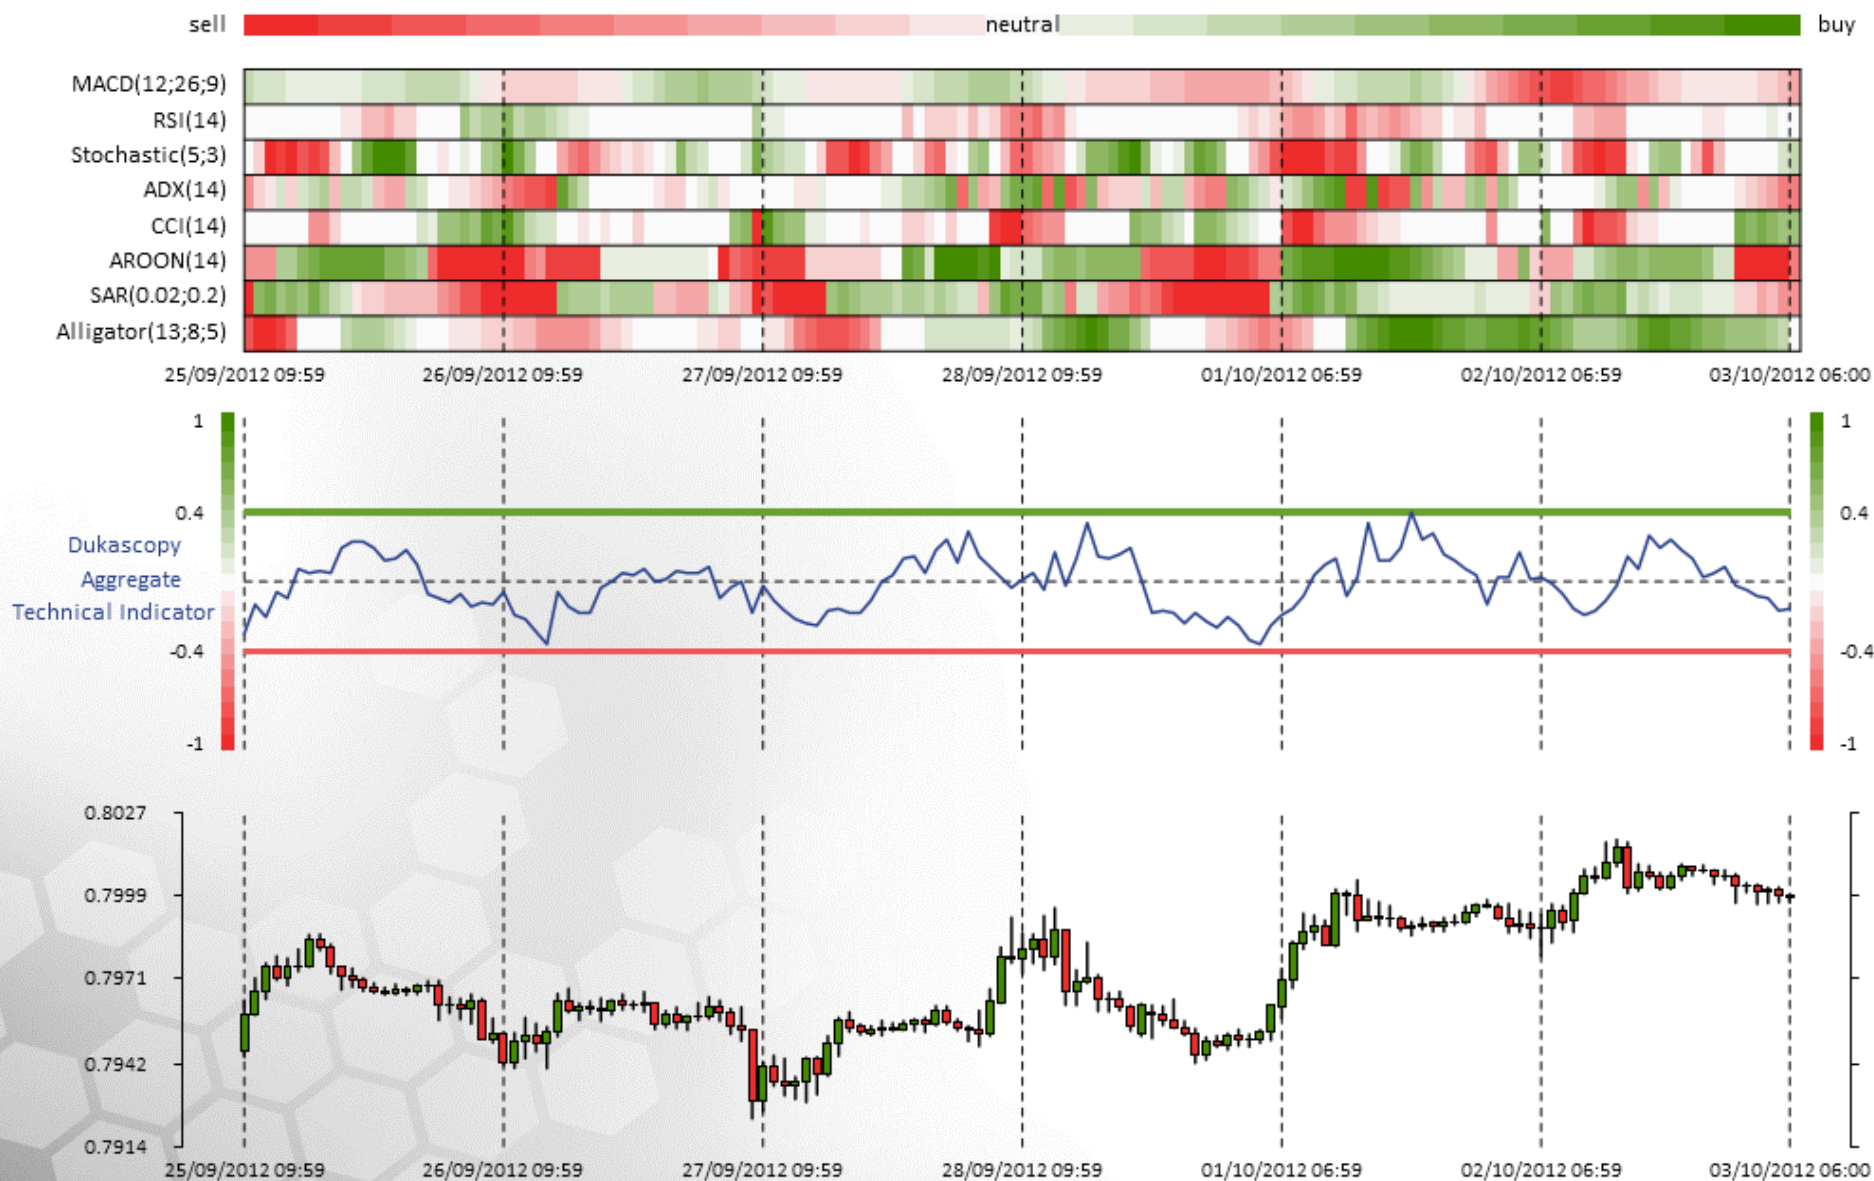 sell neutral buy
MACD(12;26;9)
RSI(14)
Stochastic(5;3)
ADX(14)
CCI(14)
AROON(14)
SAR(0.02;0.2)
Alligator(13,8;5)
25/09/2012 09:59 26/09/2012 09:59 27/09/2012 09:59 28/09/2012 09:59 01/10/2012 06:59 02/10/2012 06:59 03/10/2012 06:00
1 1
0.4 0.4
Dukascopy
Aggregate
Technical Indicator
-0.4 -0.4
-1 -1
0.8027
0.7999
0.7971
0.7942
0.7914
25/09/2012 09:59 26/09/2012 09:59 27/09/2012 09:59 28/09/2012 09:59 01/10/2012 06:59 02/10/2012 06:59 03/10/2012 06:00